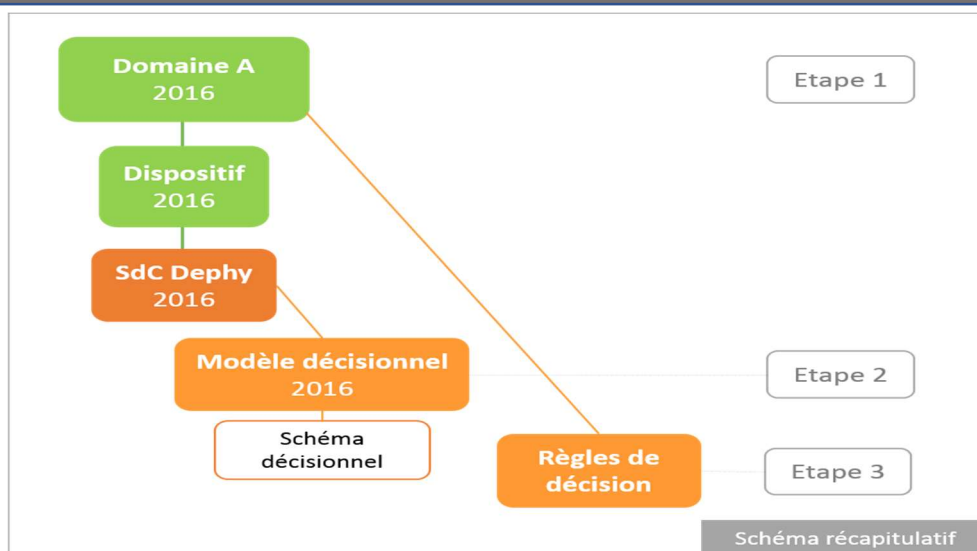 Domaine A
2016
Etape 1
Dispositif
2016
SdC Dephy
2016
Modèle décisionnel
2016
Etape 2
Schéma
décisionnel
Règles de
décision
Etape 3
Schéma récapitulatif